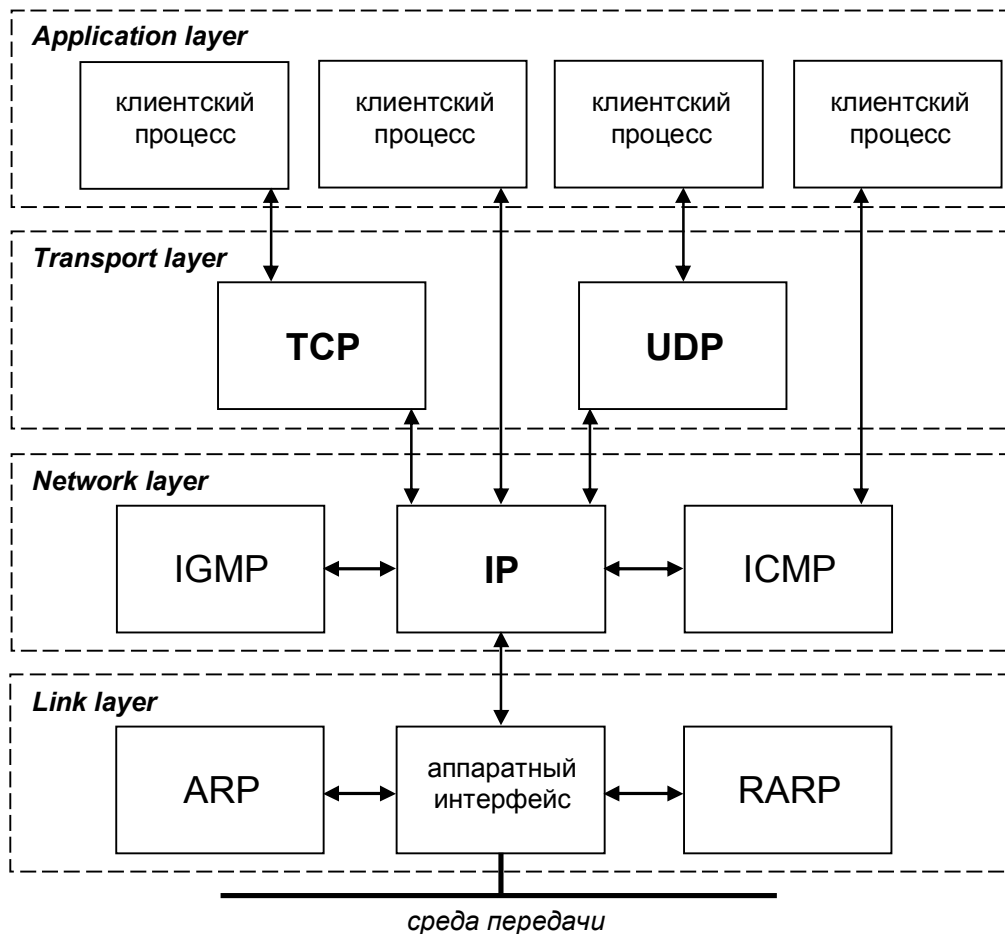 Application layer
клиентский
процесс
клиентский
процесс
клиентский
процесс
клиентский
процесс
Transport layer
TCP
UDP
Network layer
IGMP
IP
ICMP
Link layer
ARP
аппаратный
интерфейс
RARP
среда передачи